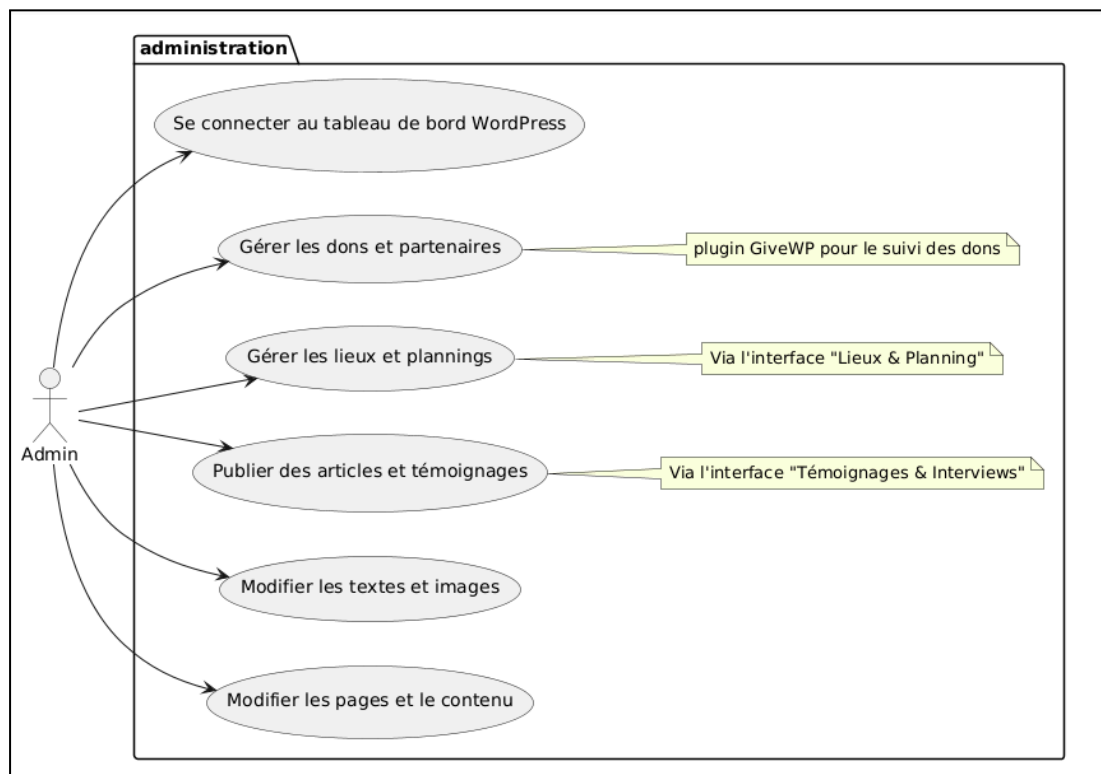 administration
Se connecter au tableau de bord WordPress
Gérer les dons et partenaires
plugin GiveWP pour le suivi des dons
Gérer les lieux et plannings
Via l'interface "Lieux & Planning"
Admin
Publier des articles et témoignages
Via l'interface "Témoignages & Interviews"
Modifier les textes et images
Modifier les pages et le contenu